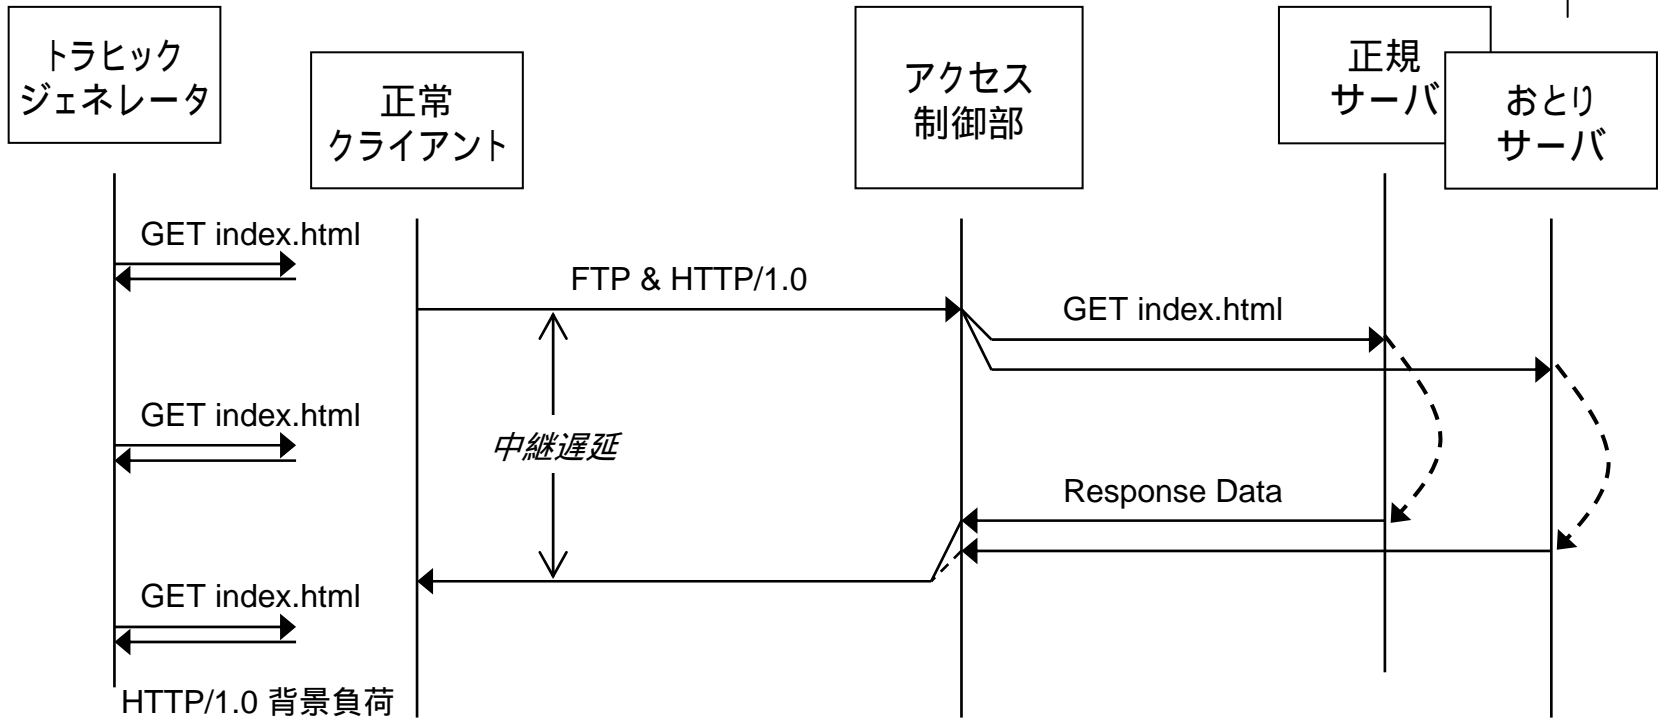 トラヒック
ジェネレータ
正常
クライアント
アクセス
制御部
正規
サーバ
おとり
サーバ
GET index.html
FTP & HTTP/1.0
GET index.html
GET index.html
中継遅延
Response Data
GET index.html
HTTP/1.0 背景負荷